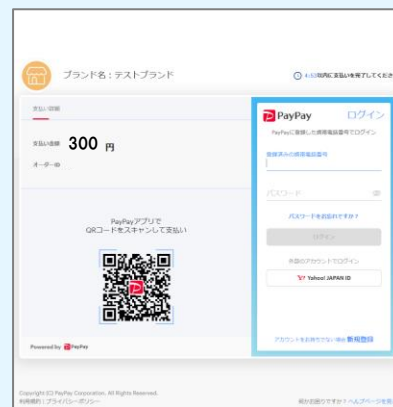 ブランド名：テストブランド
4:52以内に支払いを完了してくださ
支払い詳細
支払い金額 300 円
オーダーID
PayPayアプリで
QRコードをスキャンして支払い
Powered by PayPay
PayPay ログイン
PayPayに登録した携帯電話番号でログイン
登録済みの携帯電話番号
パスワード
パスワードをお忘れですか？
ログイン
外部のアカウントでログイン
Yahoo! JAPAN ID
アカウントをお持ちでない場合 新規登録
Copyright (C) PayPay Corporation. All Rights Reserved.
利用規約 | プライバシーポリシー
何かお困りですか？ ヘルプページを見